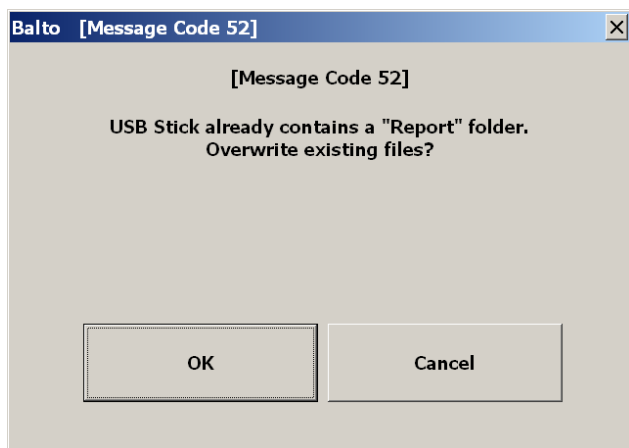 Balto [Message Code 52]
[Message Code 52]
USB Stick already contains a "Report" folder.
Overwrite existing files?
OK
Cancel